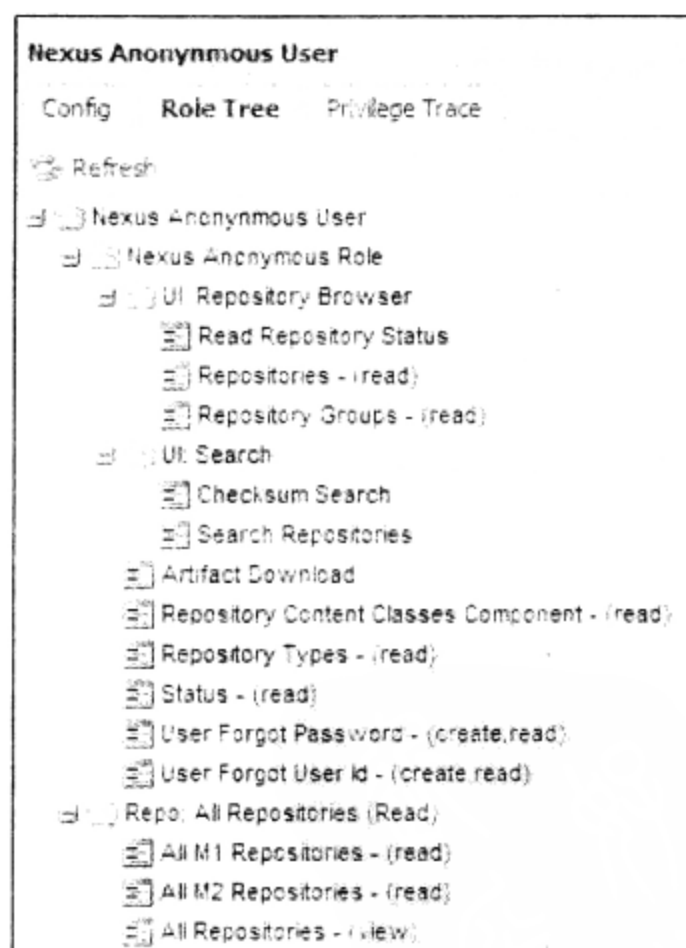 Nexus Anonynmous User
Config Role Tree Privilege Trace
Refresh
Nexus Anonynmous User
Nexus Anonymous Role
UI: Repository Browser
Read Repository Status
Repositories - (read)
Repository Groups - (read)
UI: Search
Checksum Search
Search Repositories
Artifact Download
Repository Content Classes Component - (read)
Repository Types - (read)
Status - (read)
User Forgot Password - (create,read)
User Forgot User Id - (create,read)
Repo: All Repositories (Read)
All M1 Repositories - (read)
All M2 Repositories - (read)
All Repositories - (view)